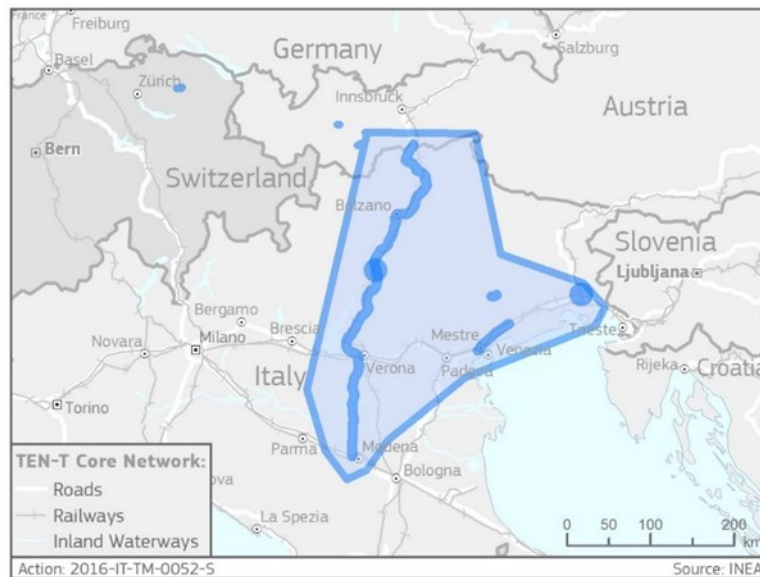 France
Freiburg
Germany
Salzburg
Basel
Zürich
Innsbruck
Austria
Bern
Switzerland
Bolzano
Slovenia
Ljubljana
Bergamo
Novara
Milano
Brescia
Mestre
Trieste
Italy
Verona
Padova
Venezia
Rijeka
Croatia
Torino
Parma
Modena
Bologna
La Spezia
TEN-T Core Network:
Roads
Railways
Inland Waterways
0 50 100 200
km
Action: 2016-IT-TM-0052-S
Source: INEA